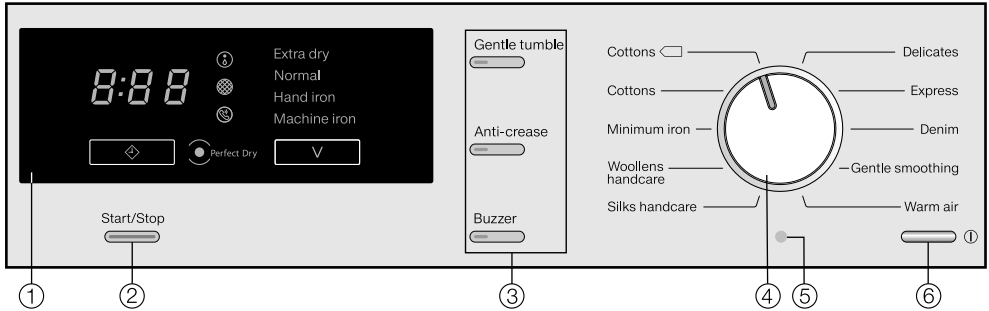 8:88
Extra dry
Normal
Hand iron
Machine iron
Perfect Dry
V
Start/Stop
Gentle tumble
Anti-crease
Buzzer
Cottons
Cottons
Minimum iron
Woollens
handcare
Silks handcare
Delicates
Express
Denim
Gentle smoothing
Warm air
①
②
③
④
⑤
⑥